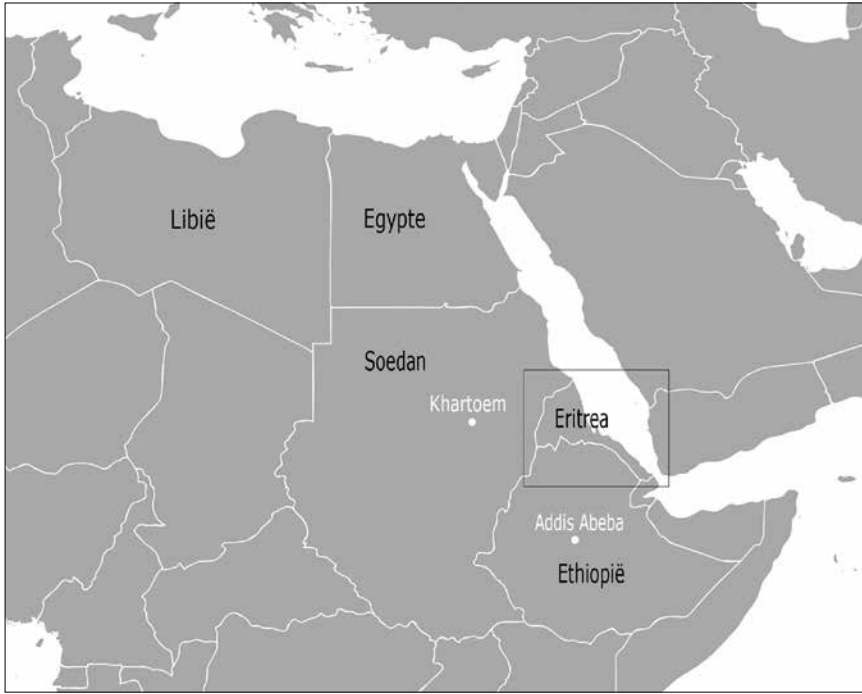 Libië
Egypte
Soedan
Khartoem
Eritrea
Addis Abeba
Ethiopië